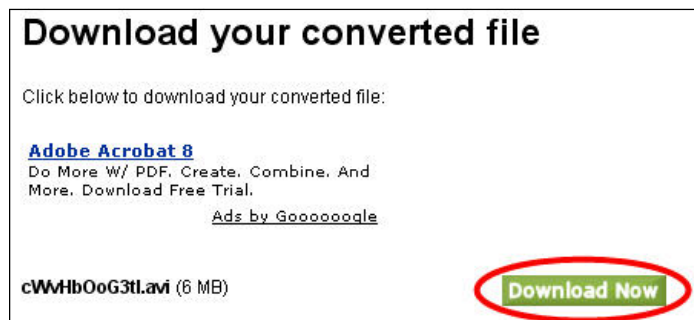 Download your converted file
Click below to download your converted file:
Adobe Acrobat 8
Do More W/ PDF. Create. Combine. And
More. Download Free Trial.
Ads by Goooooogle
cWvHbOoG3tI.avi (6 MB)
Download Now